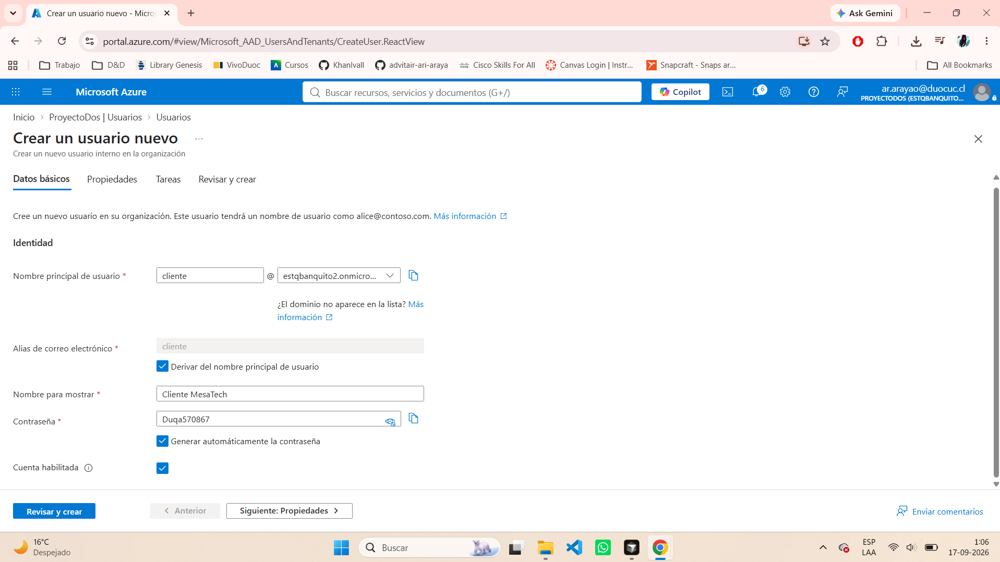 Crear un usuario nuevo - Micro
Ask Gemini
portal.azure.com/#view/Microsoft_AAD_UsersAndTenants/CreateUser.ReactView
Trabajo
D&D
Library Genesis
VivoDuoc
Cursos
Khanlvall
advitair-ari-araya
Cisco Skills For All
Canvas Login | Instr...
Snapcraft - Snaps ar...
All Bookmarks
Microsoft Azure
Buscar recursos, servicios y documentos (G+/)
Copilot
6
ar.arayao@duocuc.cl
PROYECTODOS (ESTQBANQUITO...
Inicio > ProyectoDos | Usuarios > Usuarios
Crear un usuario nuevo ...
Crear un nuevo usuario interno en la organización
Datos básicos
Propiedades
Tareas
Revisar y crear
Cree un nuevo usuario en su organización. Este usuario tendrá un nombre de usuario como alice@contoso.com. Más información
Identidad
Nombre principal de usuario *
cliente
@
estqbanquito2.onmicro...
¿El dominio no aparece en la lista? Más
información
Alias de correo electrónico *
cliente
Derivar del nombre principal de usuario
Nombre para mostrar *
Cliente MesaTech
Contraseña *
Duqa570867
Generar automáticamente la contraseña
Cuenta habilitada
Revisar y crear
< Anterior
Siguiente: Propiedades >
Enviar comentarios
16°C
Despejado
Buscar
ESP
LAA
1:06
17-09-2026